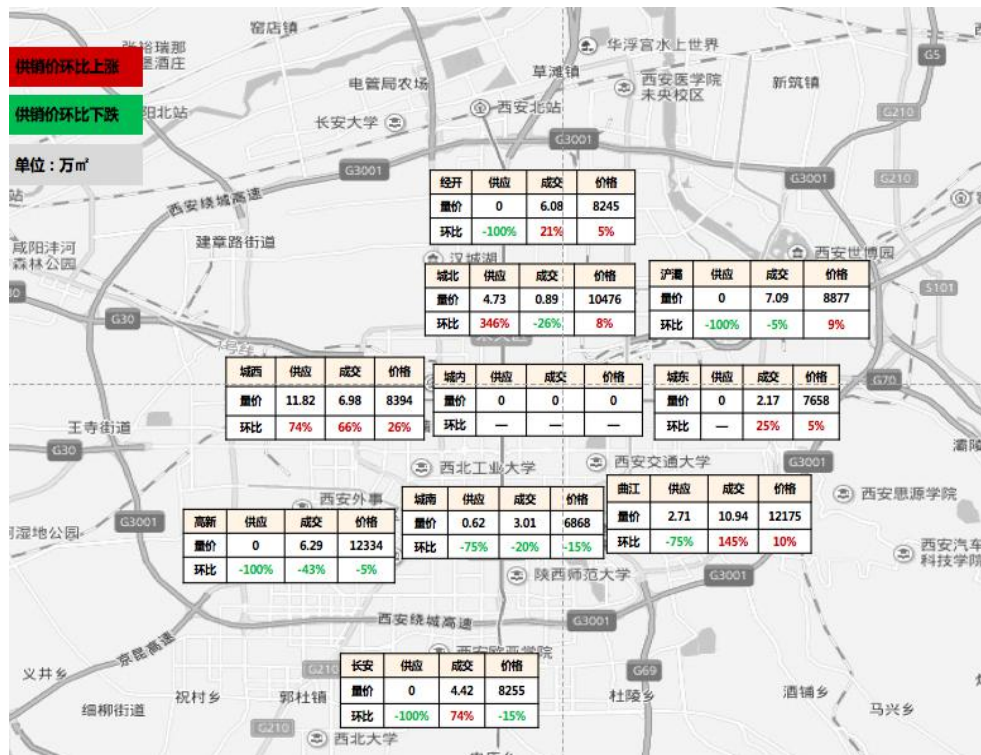 窑店镇
华浮宫水上世界
G5
张裕瑞那
堡酒庄
供销价环比上涨
草滩镇
电管局农场
西安医学院
未央校区
新筑镇
供销价环比下跌
阳北站
西安北站
G210
长安大学
G3001
单位：万㎡
G3001
G3001
G210
站
西安绕城高速
经开 供应 成交 价格
量价 0 6.08 8245
环比 -100% 21% 5%
建章路街道
咸阳沣河
森林公园
汉城湖
西安世博园
城北 供应 成交 价格
量价 4.73 0.89 10476
环比 346% -26% 8%
浐灞 供应 成交 价格
量价 0 7.09 8877
环比 -100% -5% 9%
S101
G30
1号线
城西 供应 成交 价格
量价 11.82 6.98 8394
环比 74% 66% 26%
城内 供应 成交 价格
量价 0 0 0
环比 — — —
城东 供应 成交 价格
量价 0 2.17 7658
环比 — 25% 5%
G70
王寺街道
G30
灞陵
西北工业大学
西安交通大学
G3001
西安外事
城南 供应 成交 价格
量价 0.62 3.01 6868
环比 -75% -20% -15%
曲江 供应 成交 价格
量价 2.71 10.94 12175
环比 -75% 145% 10%
西安思源学院
G3001
河湿地公园
高新 供应 成交 价格
量价 0 6.29 12334
环比 -100% -43% -5%
西安汽车
科技学院
陕西师范大学
G3001
西安绕城高速
G3001
京昆高速
西安欧亚学院
义井乡
G210
长安 供应 成交 价格
量价 0 4.42 8255
环比 -100% 74% -15%
G69
祝村乡
郭杜镇
杜陵乡
酒铺乡
细柳街道
马兴乡
G210
西北大学